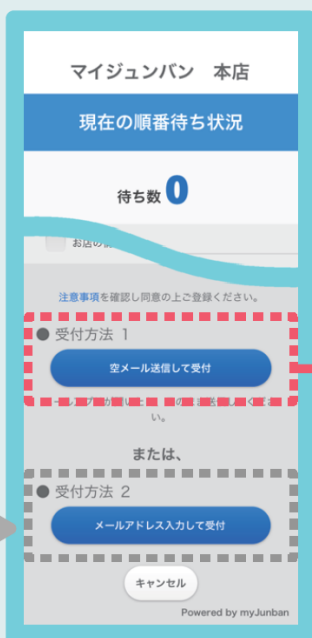 マイジュンバン 本店
現在の順番待ち状況
待ち数 0
お店の
注意事項を確認し同意の上ご登録ください。
● 受付方法 1
空メール送信して受付
い。
または、
● 受付方法 2
メールアドレス入力して受付
キャンセル
Powered by myJunban